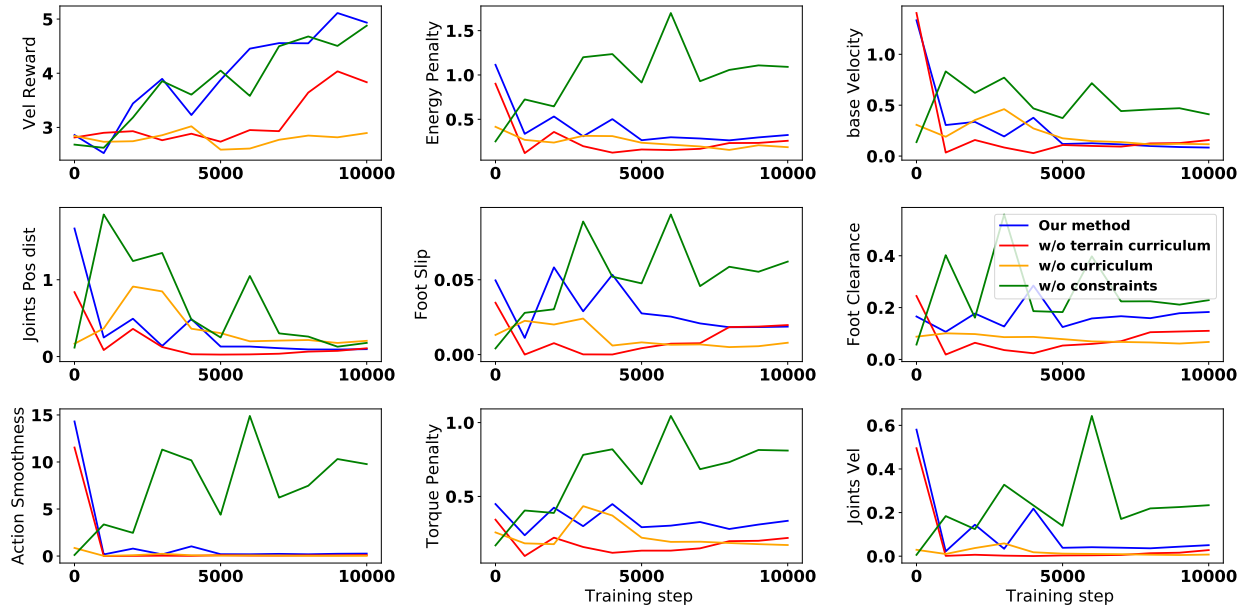 Vel Reward
5
4
3
0 5000 10000
Energy Penalty
1.5
1.0
0.5
0 5000 10000
base Velocity
1.0
0.5
0.0
0 5000 10000
Joints Pos dist
1
0
0 5000 10000
Foot Slip
0.05
0.00
0 5000 10000
Foot Clearance
0.4
0.2
0.0
0 5000 10000
Our method
w/o terrain curriculum
w/o curriculum
w/o constraints
Action Smoothness
15
10
5
0
0 5000 10000
Torque Penalty
1.0
0.5
0 5000 10000
Training step
Joints Vel
0.6
0.4
0.2
0.0
0 5000 10000
Training step